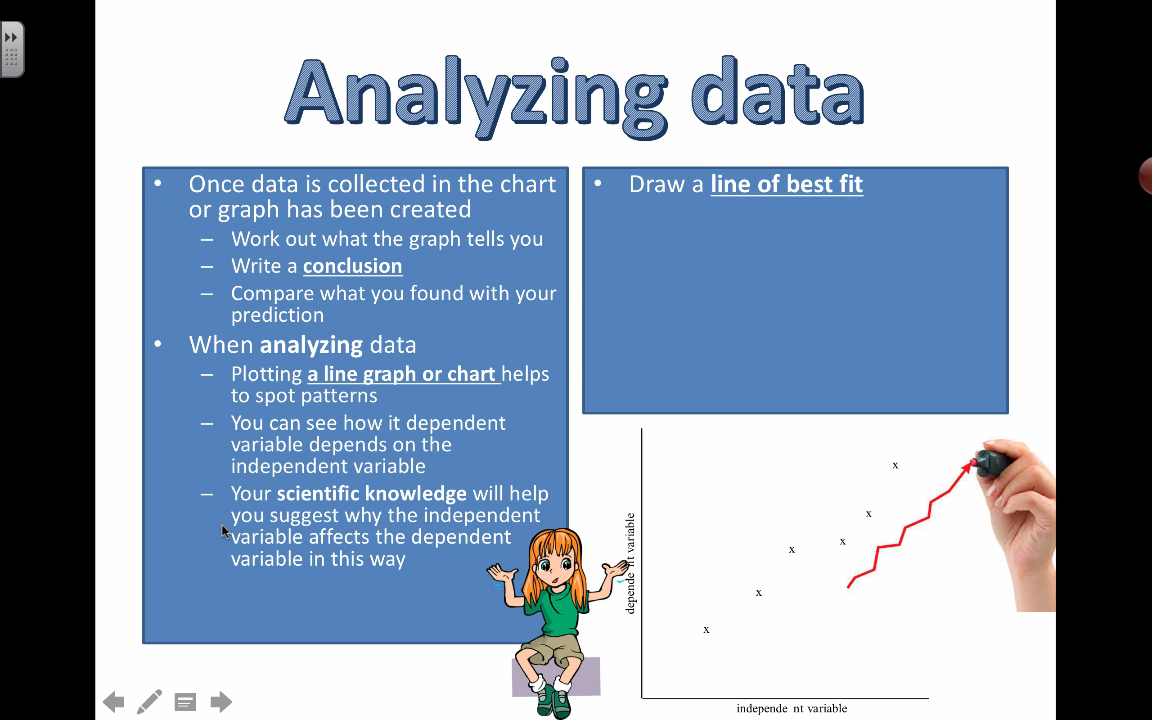 Analyzing data
• Once data is collected in the chart
or graph has been created
– Work out what the graph tells you
– Write a conclusion
– Compare what you found with your
prediction
• When analyzing data
– Plotting a line graph or chart helps
to spot patterns
– You can see how it dependent
variable depends on the
independent variable
– Your scientific knowledge will help
you suggest why the independent
variable affects the dependent
variable in this way
• Draw a line of best fit
depende nt variable
x
x
x
x
x
x
independe nt variable